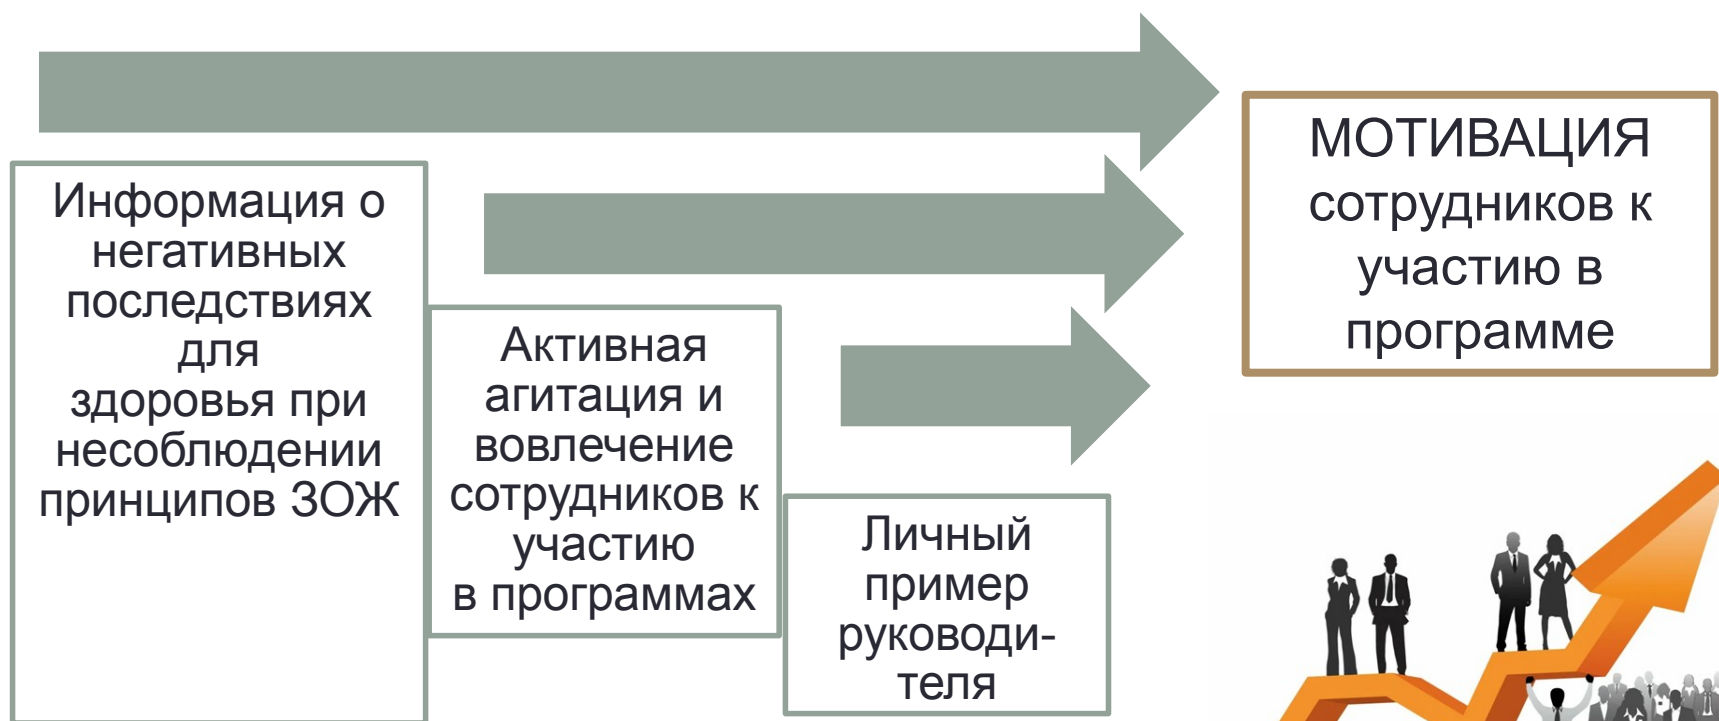 Информация о
негативных
последствиях
для
здоровья при
несоблюдении
принципов ЗОЖ
Активная
агитация и
вовлечение
сотрудников к
участию
в программах
Личный
пример
руководи-
теля
МОТИВАЦИЯ
сотрудников к
участию в
программе